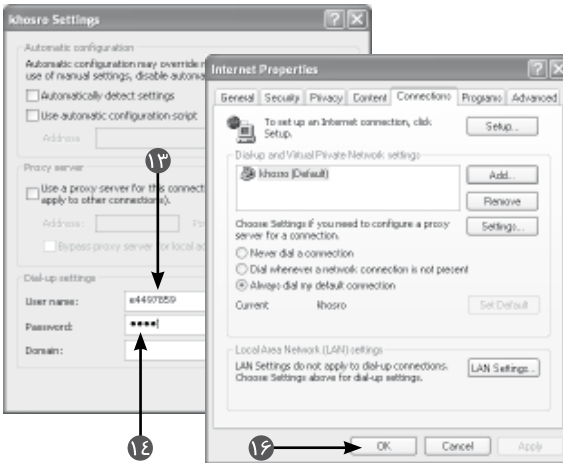 khosro Settings
Automatic configuration
Automatic configuration may override
use of manual settings, disable automa
Automatically detect settings
Use automatic configuration script
Address
Proxy server
Use a proxy server for this connect
apply to other connections).
Address:
Bypass proxy server for local ad
Dial-up settings
User name:
e4497859
Password:
Domain:
۱۳
۱٤
Internet Properties
General Security Privacy Content Connections Programs Advanced
To set up an Internet connection, click
Setup.
Setup...
Dial-up and Virtual Private Network settings
khosro (Default)
Add...
Remove
Choose Settings if you need to configure a proxy
server for a connection.
Settings...
Never dial a connection
Dial whenever a network connection is not present
Always dial my default connection
Current
khosro
Set Default
Local Area Network (LAN) settings
LAN Settings do not apply to dial-up connections.
Choose Settings above for dial-up settings.
LAN Settings...
۱۶
OK
Cancel
Apply